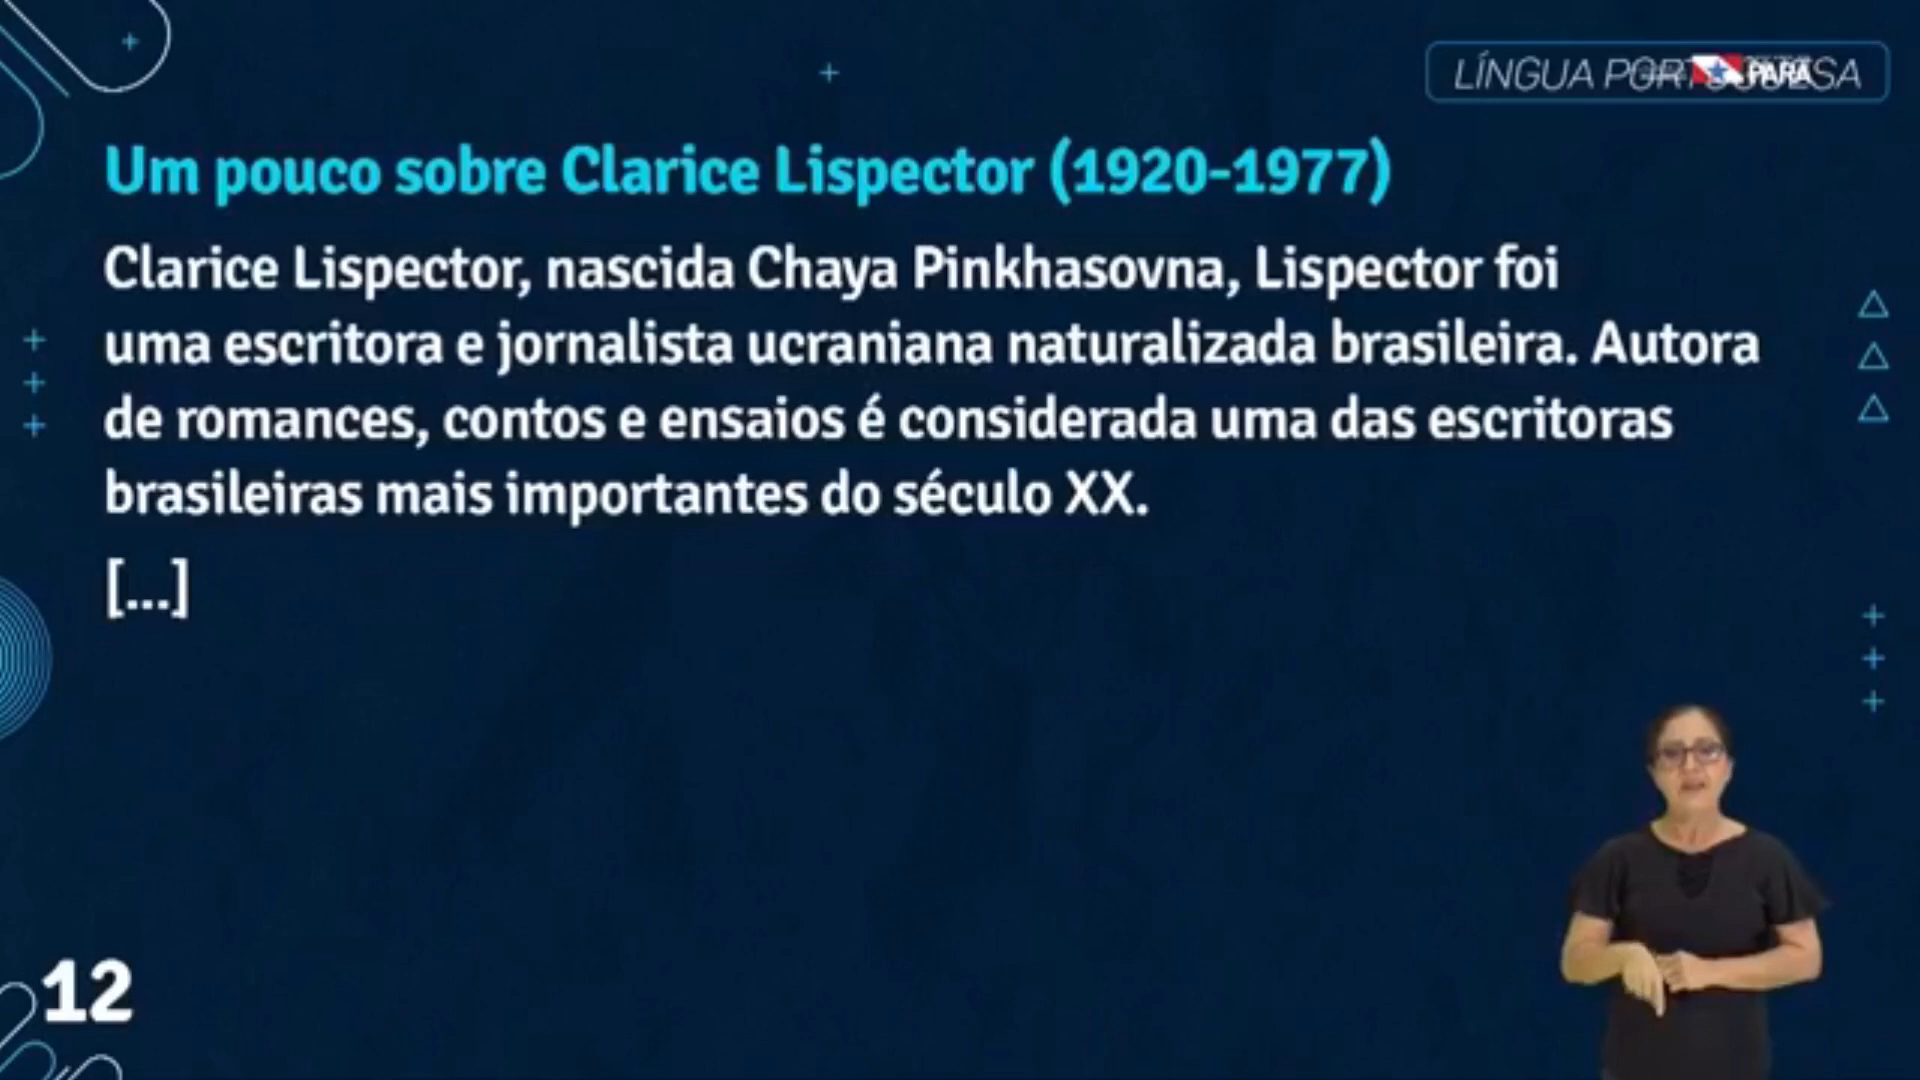 LÍNGUA PORTUGUESA
PARÁ
Um pouco sobre Clarice Lispector (1920-1977)
Clarice Lispector, nascida Chaya Pinkhasovna, Lispector foi
uma escritora e jornalista ucraniana naturalizada brasileira. Autora
de romances, contos e ensaios é considerada uma das escritoras
brasileiras mais importantes do século XX.
[...]
12